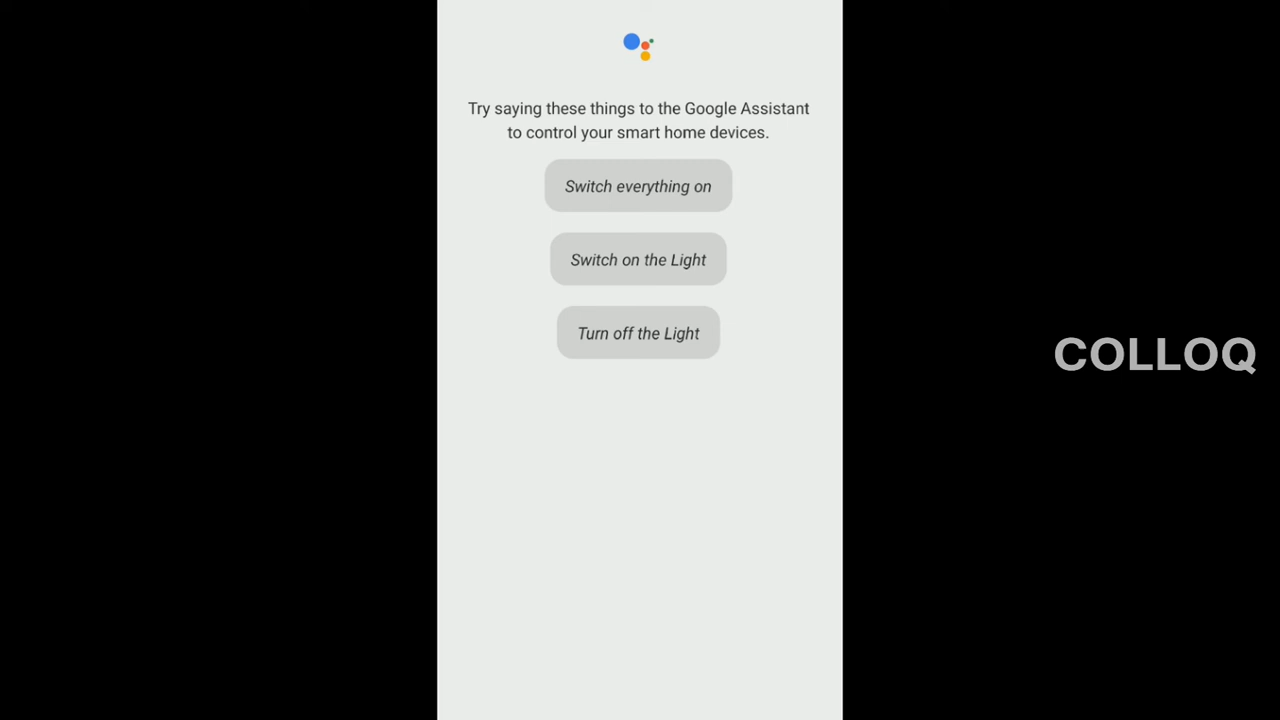 Try saying these things to the Google Assistant
to control your smart home devices.
Switch everything on
Switch on the Light
Turn off the Light
COLLOQ